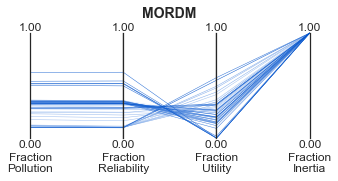 MORDM
1.00 1.00 1.00 1.00
0.00 0.00 0.00 0.00
Fraction Fraction Fraction Fraction
Pollution Reliability Utility Inertia